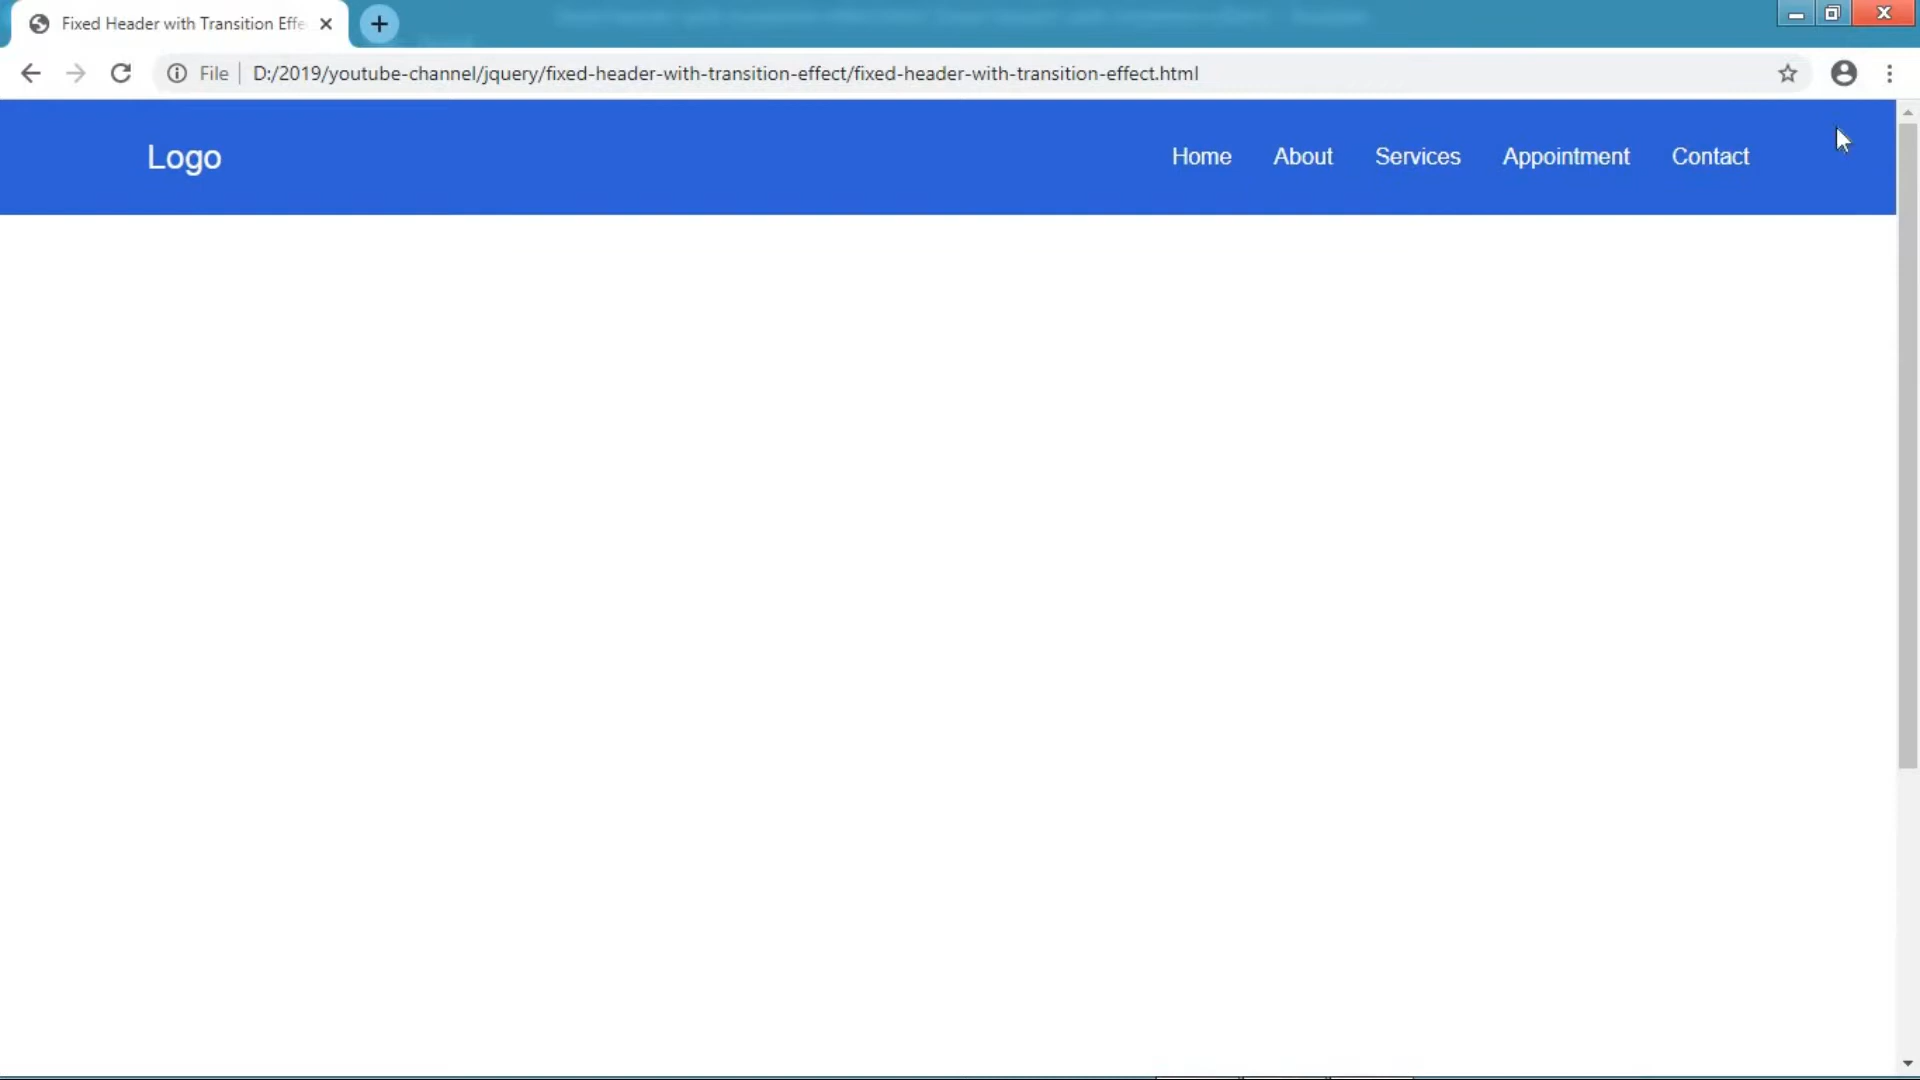 Fixed Header with Transition Effe
File
D:/2019/youtube-channel/jquery/fixed-header-with-transition-effect/fixed-header-with-transition-effect.html
Logo
Home About Services Appointment Contact